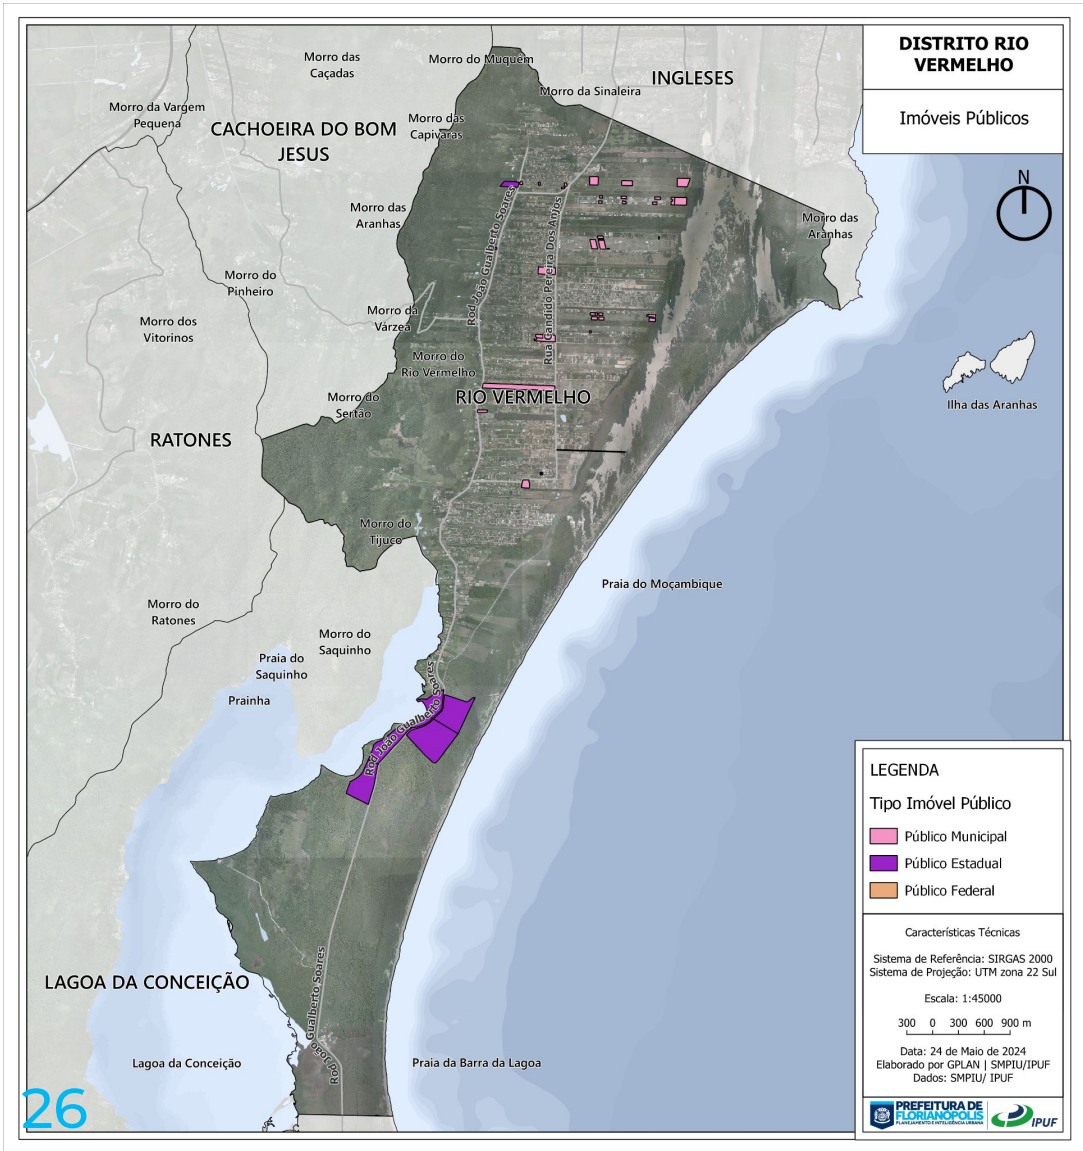 DISTRITO RIO
VERMELHO
Imóveis Públicos
N
Morro das
Caçadas
Morro do Muquém
INGLESES
Morro da Sinaleira
Morro da Vargem
Pequena
CACHOEIRA DO BOM
JESUS
Morro das
Capivaras
Morro das
Aranhas
Morro das
Aranhas
Rod João Gualberto Soares
Rua Candido Pereira Dos Anjos
Morro do
Pinheiro
Morro da
Várzea
Morro dos
Vitorinos
Morro do
Rio Vermelho
RIO VERMELHO
Morro do
Sertão
Ilha das Aranhas
RATONES
Morro do
Tijuco
Praia do Moçambique
Morro do
Ratones
Morro do
Saquinho
Praia do
Saquinho
Prainha
Rod João Gualberto Soares
LAGOA DA CONCEIÇÃO
Rod João Gualberto Soares
Lagoa da Conceição
Praia da Barra da Lagoa
26
LEGENDA
Tipo Imóvel Público
Público Municipal
Público Estadual
Público Federal
Características Técnicas
Sistema de Referência: SIRGAS 2000
Sistema de Projeção: UTM zona 22 Sul
Escala: 1:45000
300 0 300 600 900 m
Data: 24 de Maio de 2024
Elaborado por GPLAN | SMPIU/IPUF
Dados: SMPIU/ IPUF
PREFEITURA DE
FLORIANÓPOLIS
PLANEJAMENTO E INTELIGÊNCIA URBANA
IPUF